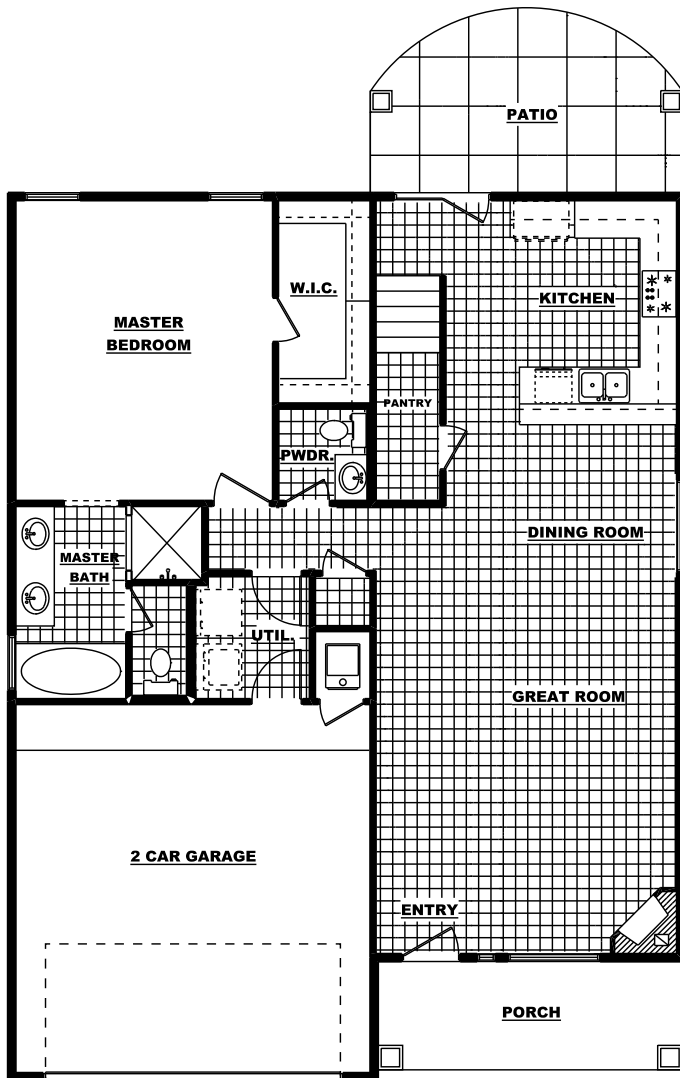 PATIO
W.I.C.
KITCHEN
MASTER
BEDROOM
PANTRY
PWDR.
DINING ROOM
MASTER
BATH
UTIL.
GREAT ROOM
2 CAR GARAGE
ENTRY
PORCH